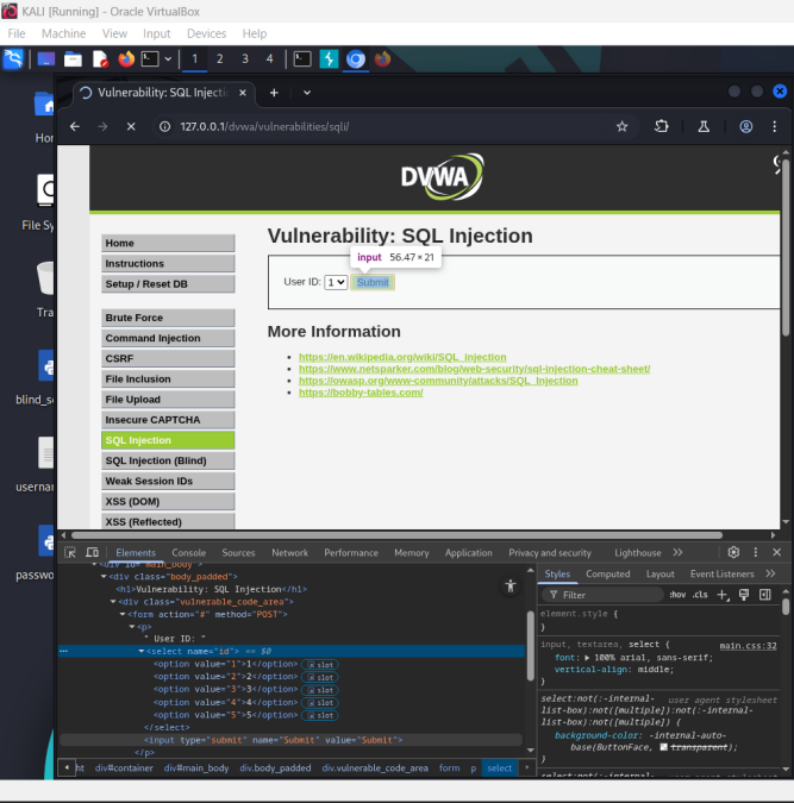 KALI [Running] - Oracle VirtualBox
File Machine View Input Devices Help
1 2 3 4
Vulnerability: SQL Injecti
127.0.0.1/dvwa/vulnerabilities/sqli/
DVWA
File Sy
Home
Instructions
Setup / Reset DB
Brute Force
Command Injection
CSRF
File Inclusion
File Upload
Insecure CAPTCHA
SQL Injection
SQL Injection (Blind)
Weak Session IDs
XSS (DOM)
XSS (Reflected)
Vulnerability: SQL Injection
input 56.47 × 21
User ID: 1 Submit
More Information
https://en.wikipedia.org/wiki/SQL_injection
https://www.netsparker.com/blog/web-security/sql-injection-cheat-sheet/
https://owasp.org/www-community/attacks/SQL_Injection
https://bobby-tables.com/
Elements Console Sources Network Performance Memory Application Privacy and security Lighthouse
<div id="main_body">
<div class="body_padded">
<h1>Vulnerability: SQL Injection</h1>
<div class="vulnerable_code_area">
<form action="#" method="POST">
<p>
" User ID: "
<select name="id"> == $0
<option value="1">1</option> slot
<option value="2">2</option> slot
<option value="3">3</option> slot
<option value="4">4</option> slot
<option value="5">5</option> slot
</select>
<input type="submit" name="Submit" value="Submit">
</p>
ht div#container div#main_body div.body_padded div.vulnerable_code_area form p select
Styles Computed Layout Event Listeners
Filter :hov .cls
element.style {
}
input, textarea, select { main.css:32
font: 100% arial, sans-serif;
vertical-align: middle;
}
select:not(:-internal- user agent stylesheet
list-box):not([multiple]):not(:-internal-
list-box):not([multiple]) {
background-color: -internal-auto-
base(ButtonFace, transparent);
}